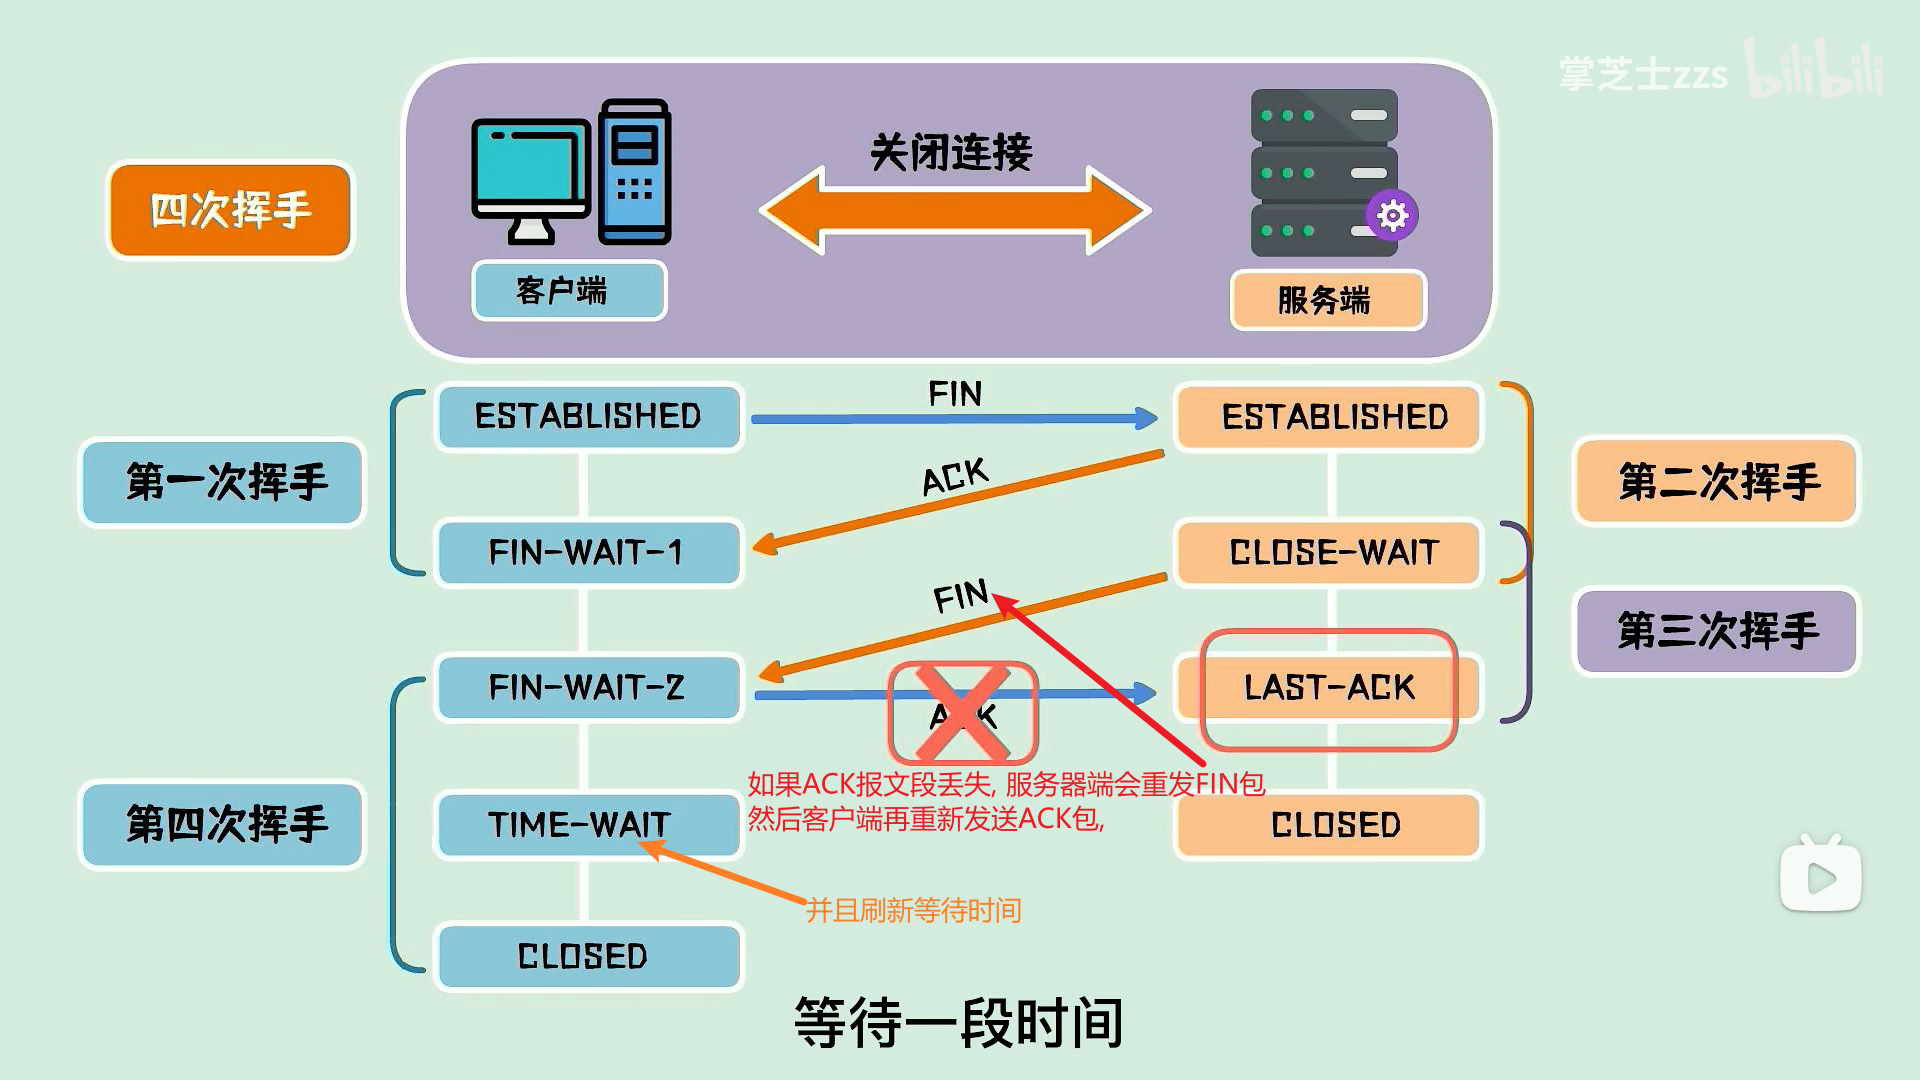 掌芝士zzs bilibili
关闭连接
四次挥手
客户端
服务端
ESTABLISHED
FIN
ESTABLISHED
第一次挥手
ACK
第二次挥手
FIN-WAIT-1
CLOSE-WAIT
FIN
第三次挥手
FIN-WAIT-2
LAST-ACK
ACK
如果ACK报文段丢失, 服务器端会重发FIN包
然后客户端再重新发送ACK包,
第四次挥手
TIME-WAIT
CLOSED
并且刷新等待时间
CLOSED
等待一段时间